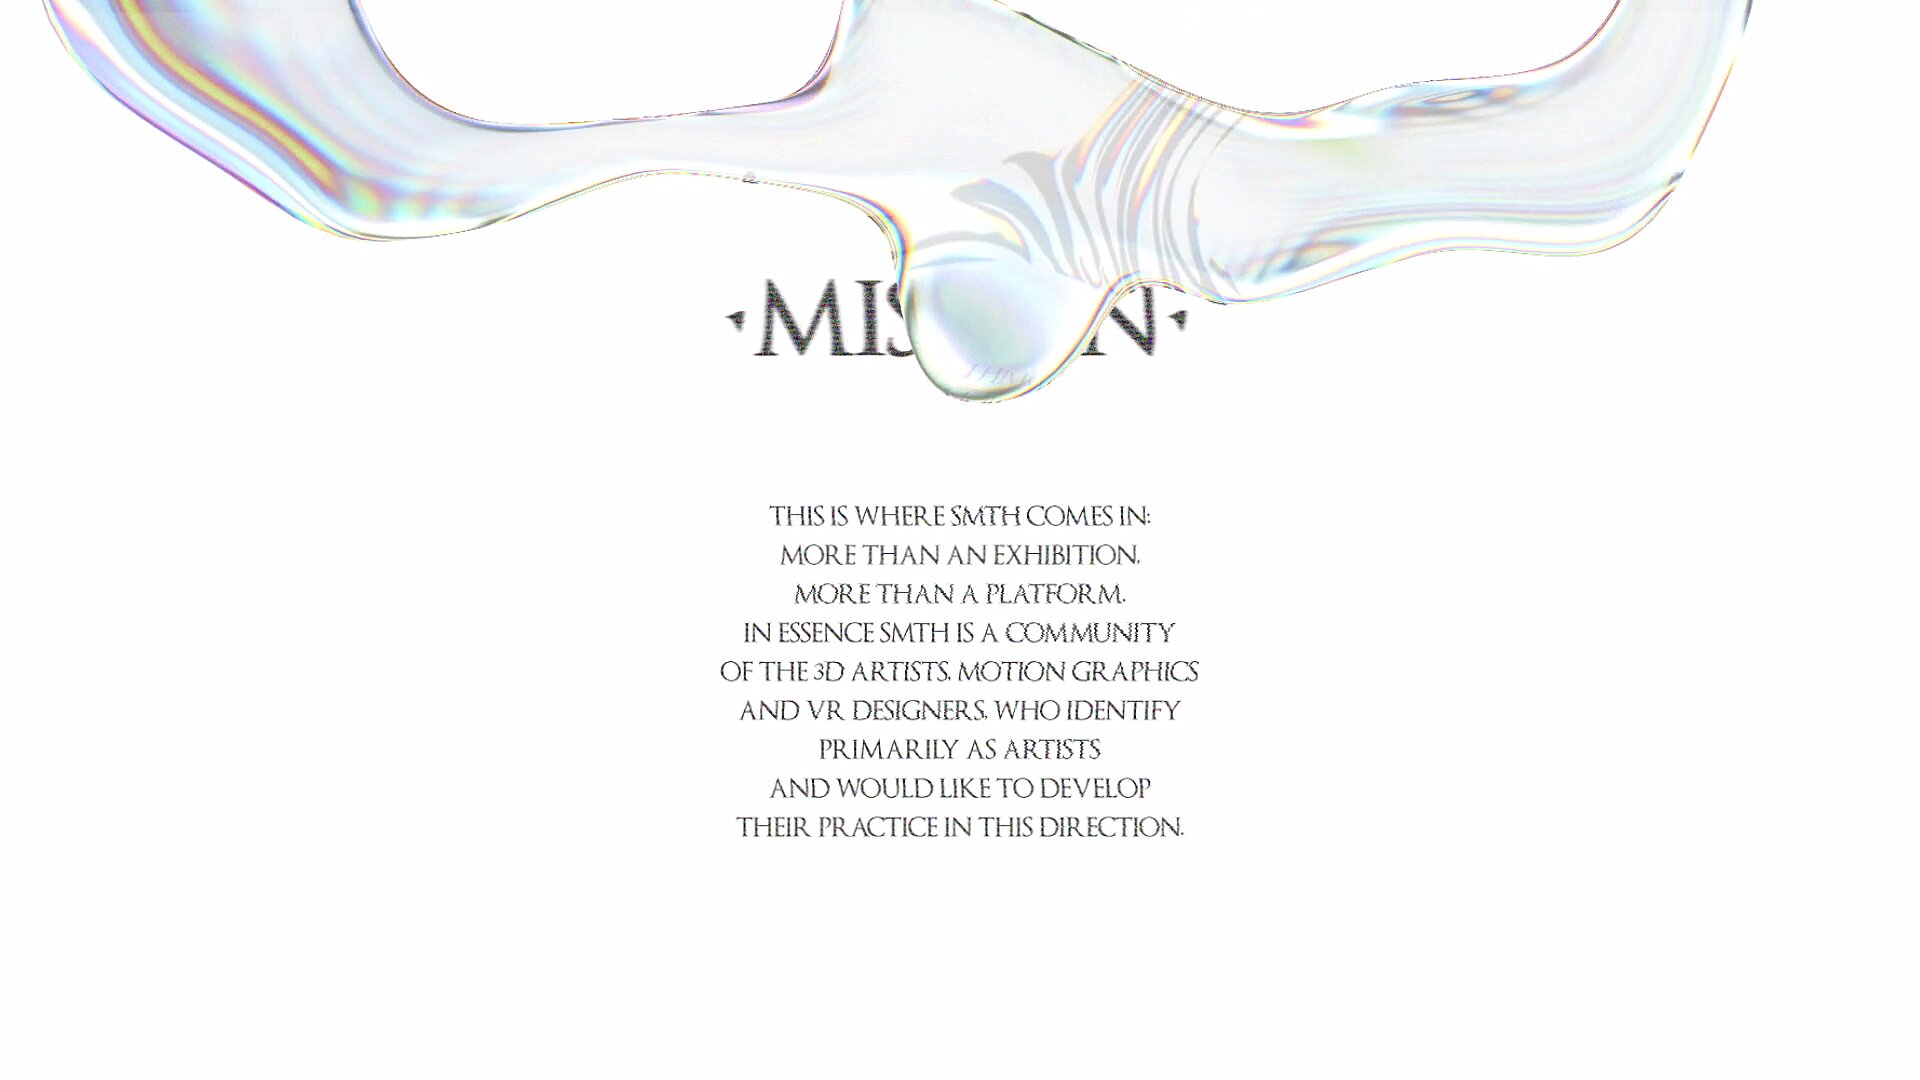 THIS IS WHERE SMTH COMES IN:
MORE THAN AN EXHIBITION,
MORE THAN A PLATFORM.
IN ESSENCE SMTH IS A COMMUNITY
OF THE 3D ARTISTS, MOTION GRAPHICS
AND VR DESIGNERS, WHO IDENTIFY
PRIMARILY AS ARTISTS
AND WOULD LIKE TO DEVELOP
THEIR PRACTICE IN THIS DIRECTION.